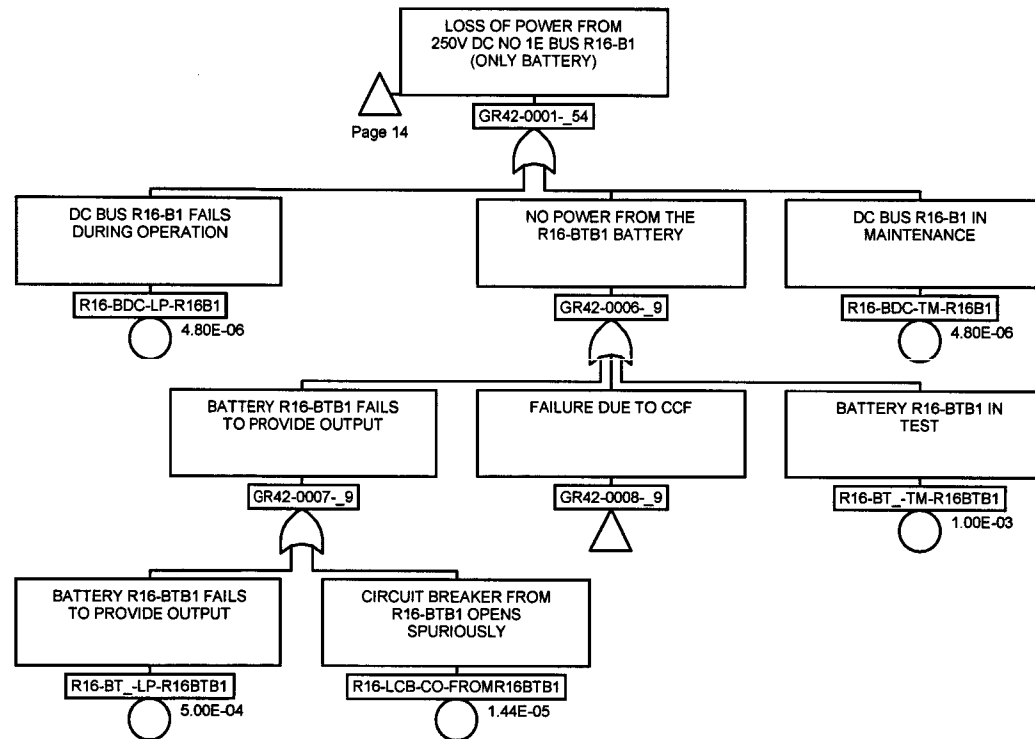 LOSS OF POWER FROM
250V DC NO 1E BUS R16-B1
(ONLY BATTERY)
Page 14
GR42-0001-_54
DC BUS R16-B1 FAILS
DURING OPERATION
NO POWER FROM THE
R16-BTB1 BATTERY
DC BUS R16-B1 IN
MAINTENANCE
R16-BDC-LP-R16B1
GR42-0006-_9
R16-BDC-TM-R16B1
4.80E-06
4.80E-06
BATTERY R16-BTB1 FAILS
TO PROVIDE OUTPUT
FAILURE DUE TO CCF
BATTERY R16-BTB1 IN
TEST
GR42-0007-_9
GR42-0008-_9
R16-BT_-TM-R16BTB1
1.00E-03
BATTERY R16-BTB1 FAILS
TO PROVIDE OUTPUT
CIRCUIT BREAKER FROM
R16-BTB1 OPENS
SPURIOUSLY
R16-BT_-LP-R16BTB1
R16-LCB-CO-FROMR16BTB1
5.00E-04
1.44E-05